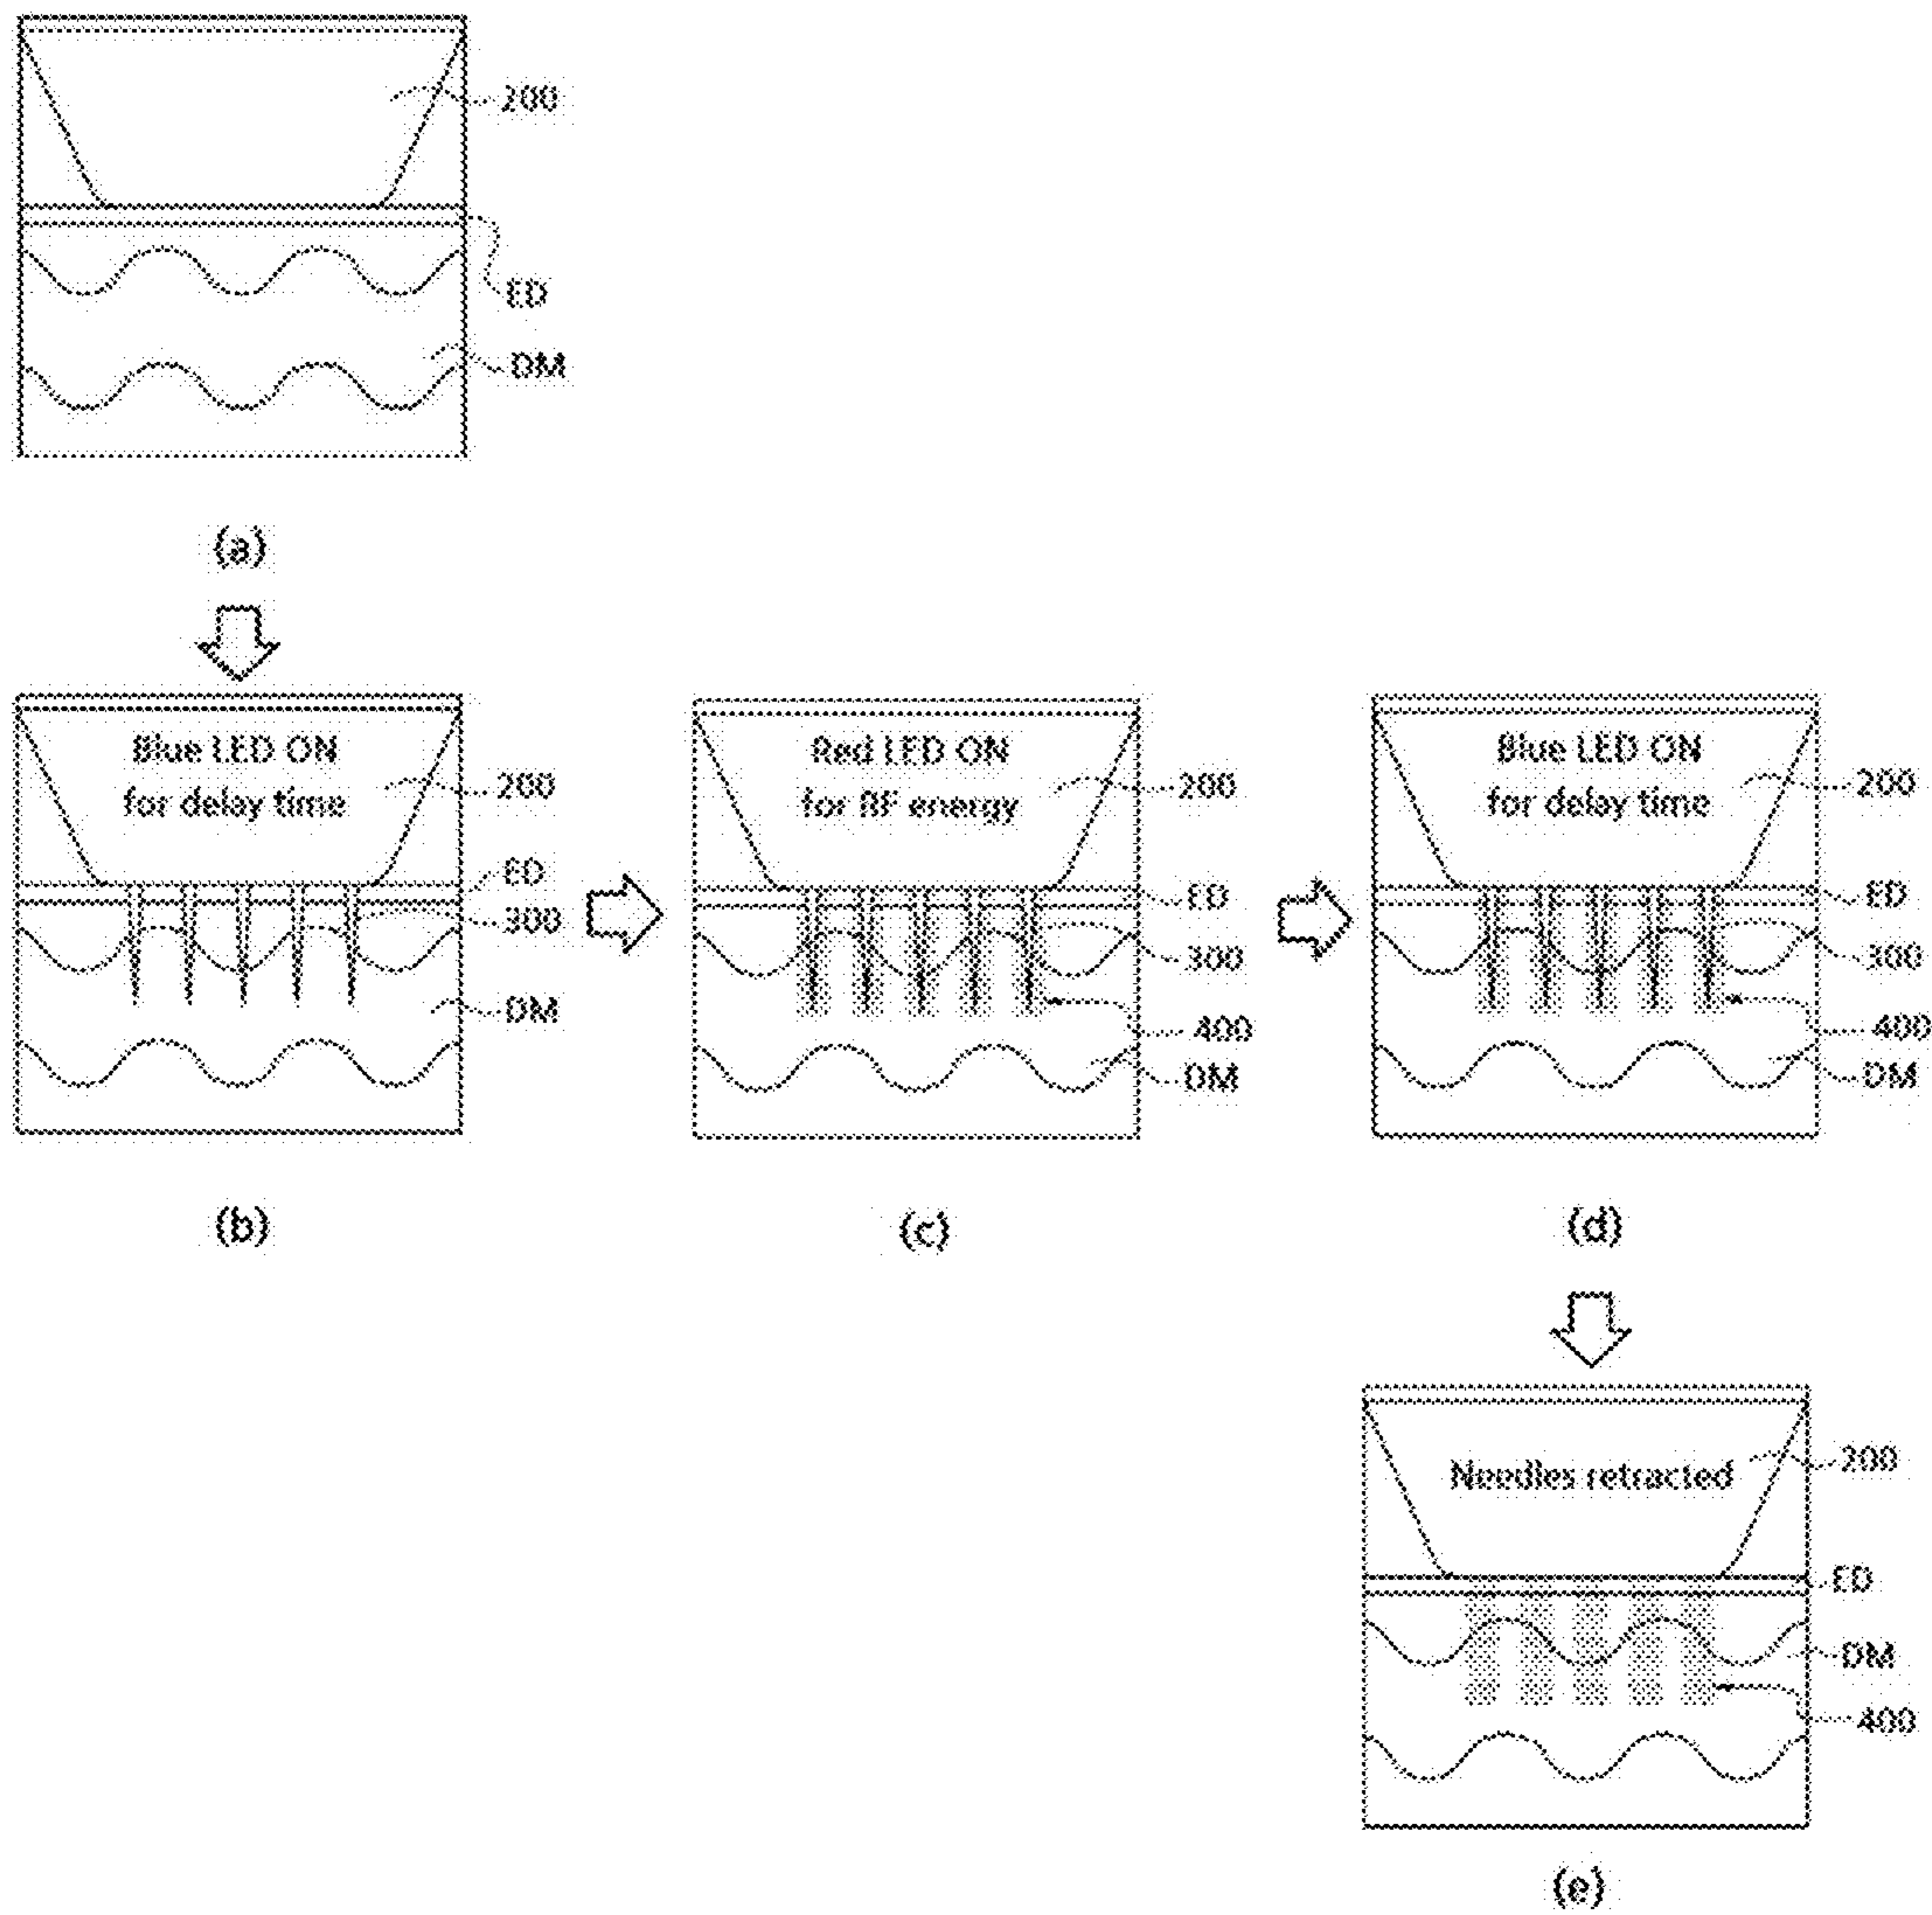 200
ED
DM
(a)
Blue LED ON
for delay time
200
ED
300
DM
(b)
Red LED ON
for RF energy
200
ED
300
400
DM
(c)
Blue LED ON
for delay time
200
ED
300
400
DM
(d)
Needles retracted
200
ED
DM
400
(e)